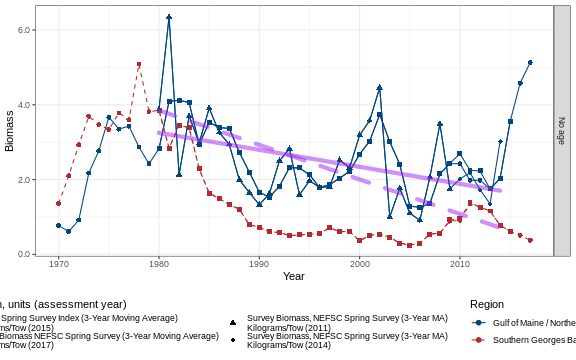 6.0
4.0
2.0
0.0
Biomass
1970
1980
1990
2000
2010
Year
No age
n, units (assessment year)
Spring Survey Index (3-Year Moving Average)
ms/Tow (2015)
Biomass NEFSC Spring Survey (3-Year Moving Average)
ms/Tow (2017)
Survey Biomass, NEFSC Spring Survey (3-Year MA)
Kilograms/Tow (2011)
Survey Biomass, NEFSC Spring Survey (3-Year MA)
Kilograms/Tow (2014)
Region
Gulf of Maine / Northe
Southern Georges Ba